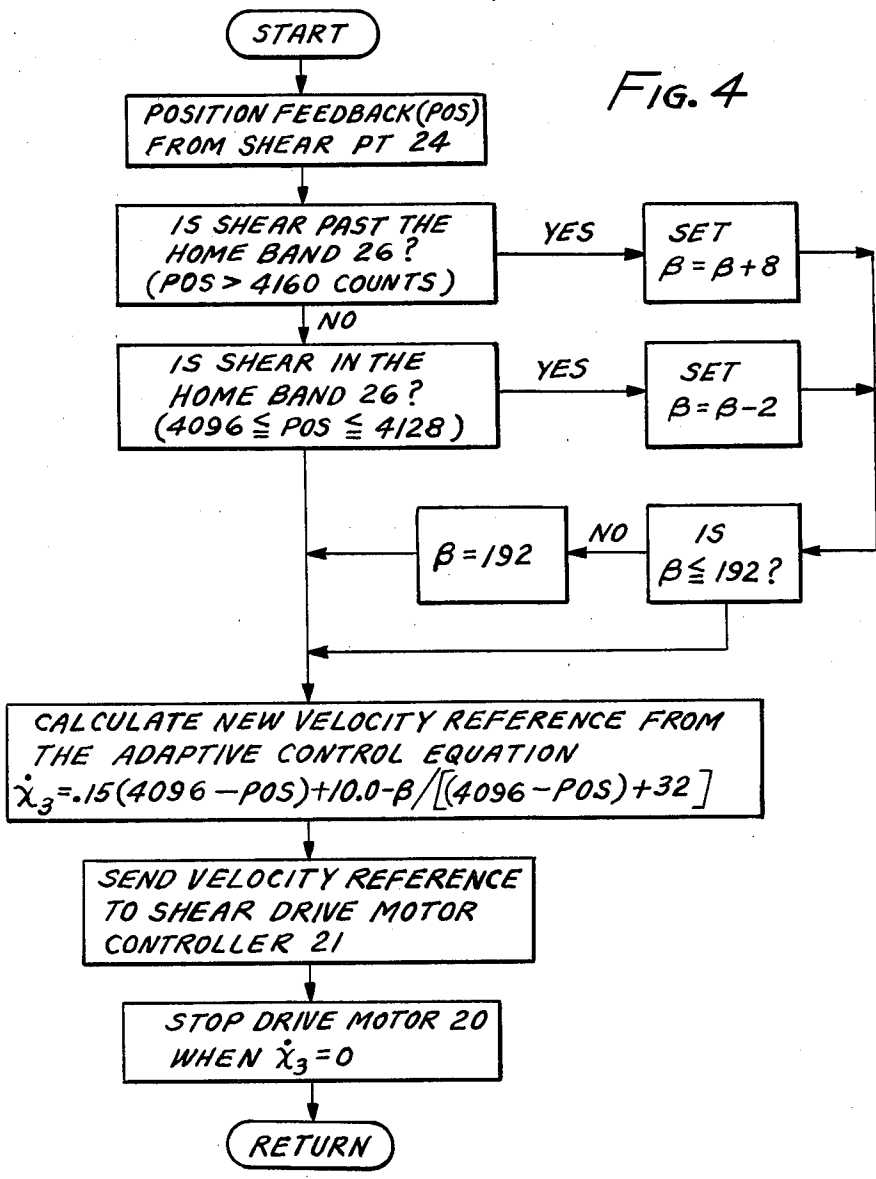 START
FIG. 4
POSITION FEEDBACK (POS)
FROM SHEAR PT 24
IS SHEAR PAST THE
HOME BAND 26?
(POS > 4160 COUNTS)
YES
SET
β = β + 8
NO
IS SHEAR IN THE
HOME BAND 26?
(4096 ≦ POS ≦ 4128)
YES
SET
β = β - 2
IS
β ≦ 192?
NO
β = 192
CALCULATE NEW VELOCITY REFERENCE FROM
THE ADAPTIVE CONTROL EQUATION
ẋ₃ = .15(4096 - POS) + 10.0 - β/[(4096 - POS) + 32]
SEND VELOCITY REFERENCE
TO SHEAR DRIVE MOTOR
CONTROLLER 21
STOP DRIVE MOTOR 20
WHEN ẋ₃ = 0
RETURN